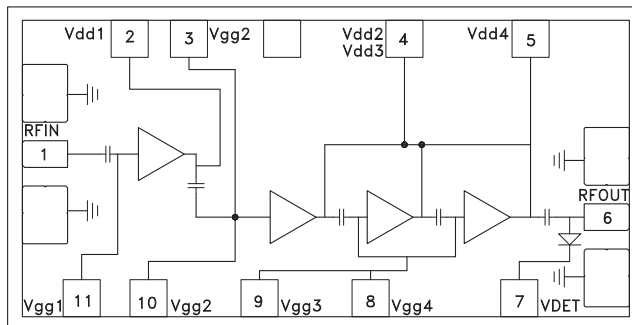 Vdd1 2 3 Vgg2 Vdd2 4 Vdd4 5
Vdd3
RFIN
1
RFOUT
6
Vgg1 11 10 Vgg2 9 Vgg3 8 Vgg4 7 VDET